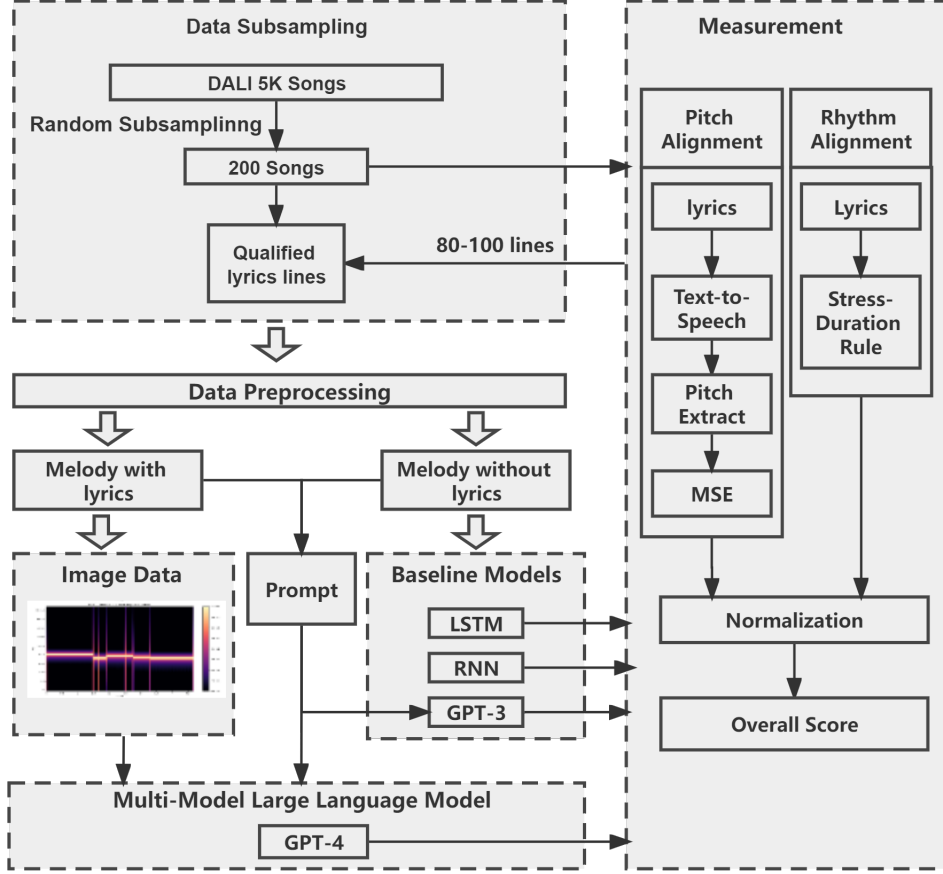 Data Subsampling
DALI 5K Songs
Random Subsamplinng
200 Songs
Qualified
lyrics lines
80-100 lines
Data Preprocessing
Melody with
lyrics
Melody without
lyrics
Image Data
Prompt
Baseline Models
LSTM
RNN
GPT-3
Multi-Model Large Language Model
GPT-4
Measurement
Pitch
Alignment
lyrics
Text-to-
Speech
Pitch
Extract
MSE
Rhythm
Alignment
Lyrics
Stress-
Duration
Rule
Normalization
Overall Score